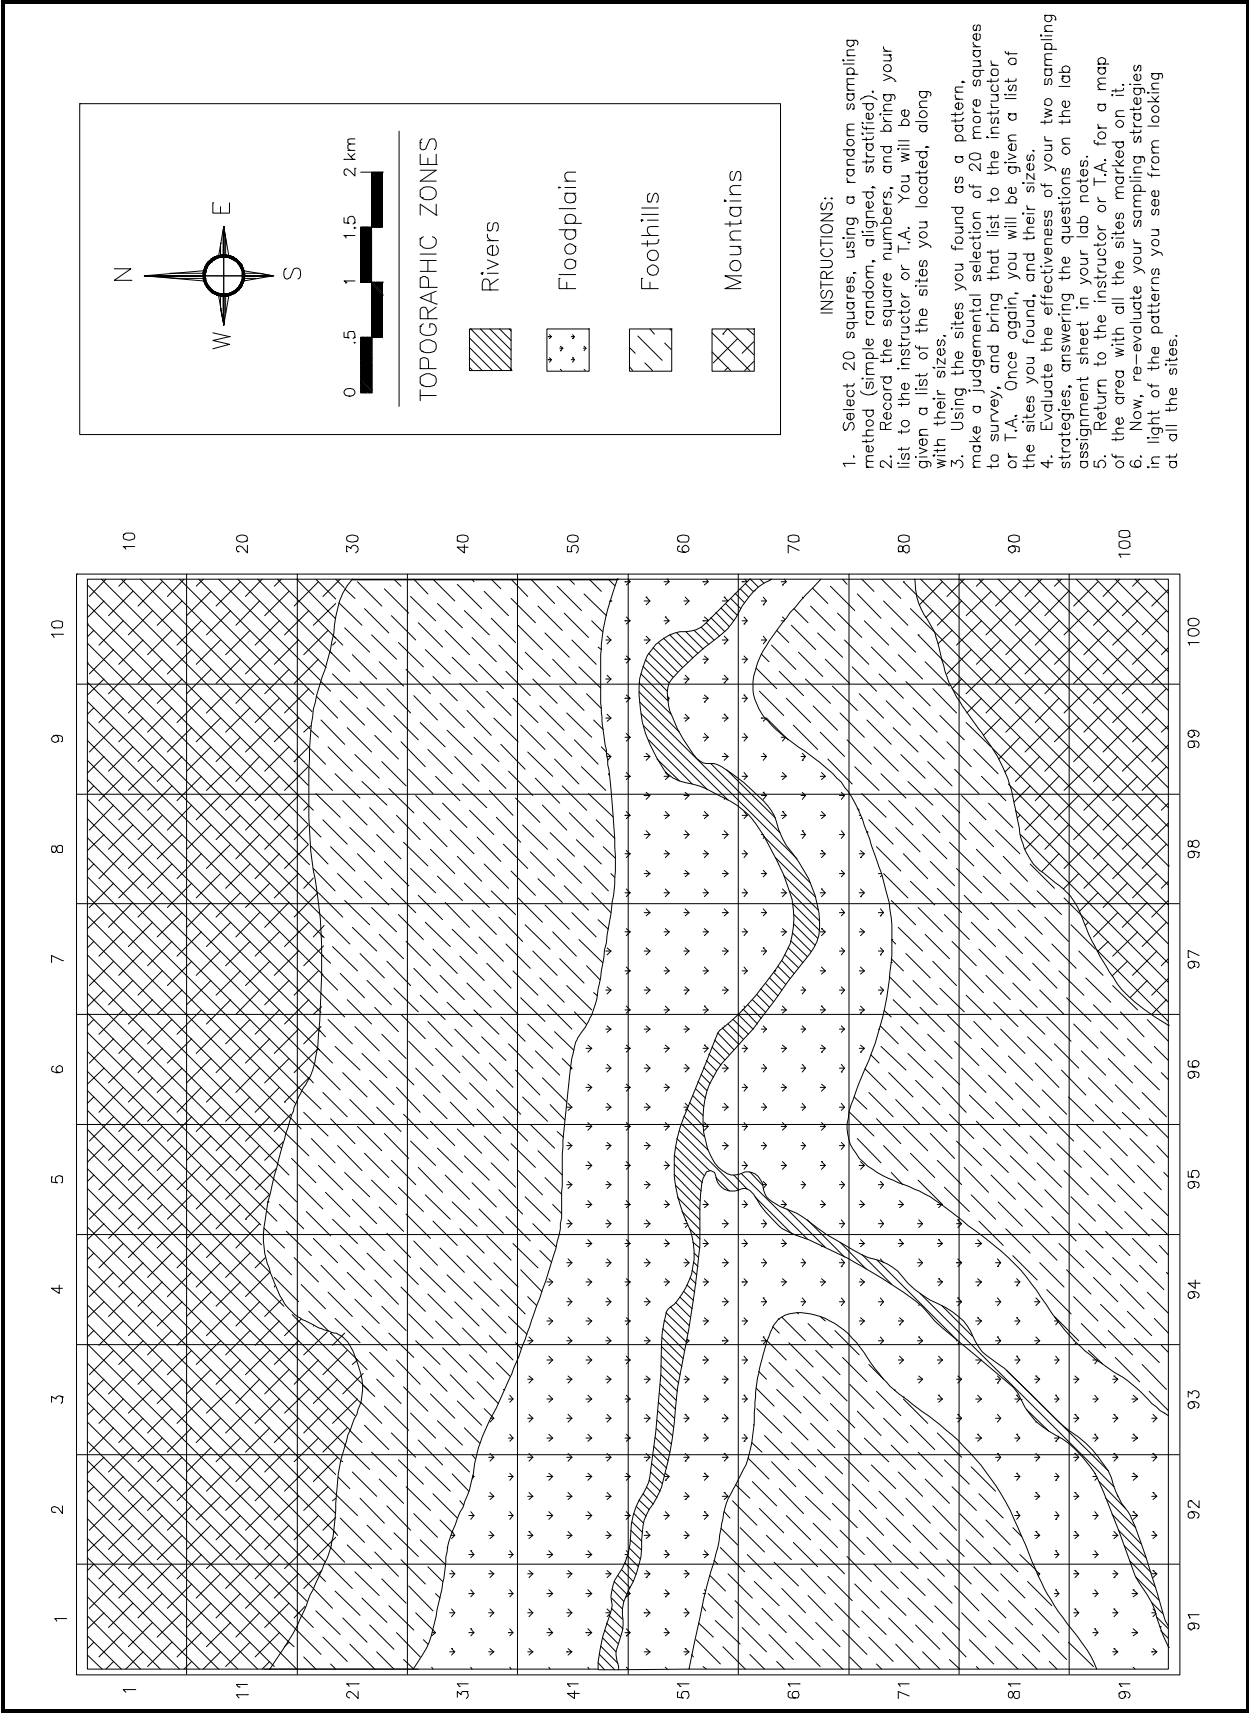 1 2 3 4 5 6 7 8 9 10
1 10
11 20
21 30
31 40
41 50
51 60
61 70
71 80
81 90
91 100
91 92 93 94 95 96 97 98 99 100
N
W E
S
0 .5 1 1.5 2 km
TOPOGRAPHIC ZONES
Rivers
Floodplain
Foothills
Mountains
INSTRUCTIONS:
1. Select 20 squares, using a random sampling
method (simple random, aligned, stratified).
2. Record the square numbers, and bring your
list to the instructor or T.A. You will be
given a list of the sites you located, along
with their sizes.
3. Using the sites you found as a pattern,
make a judgemental selection of 20 more squares
to survey, and bring that list to the instructor
or T.A. Once again, you will be given a list of
the sites you found, and their sizes.
4. Evaluate the effectiveness of your two sampling
strategies, answering the questions on the lab
assignment sheet in your lab notes.
5. Return to the instructor or T.A. for a map
of the area with all the sites marked on it.
6. Now, re-evaluate your sampling strategies
in light of the patterns you see from looking
at all the sites.